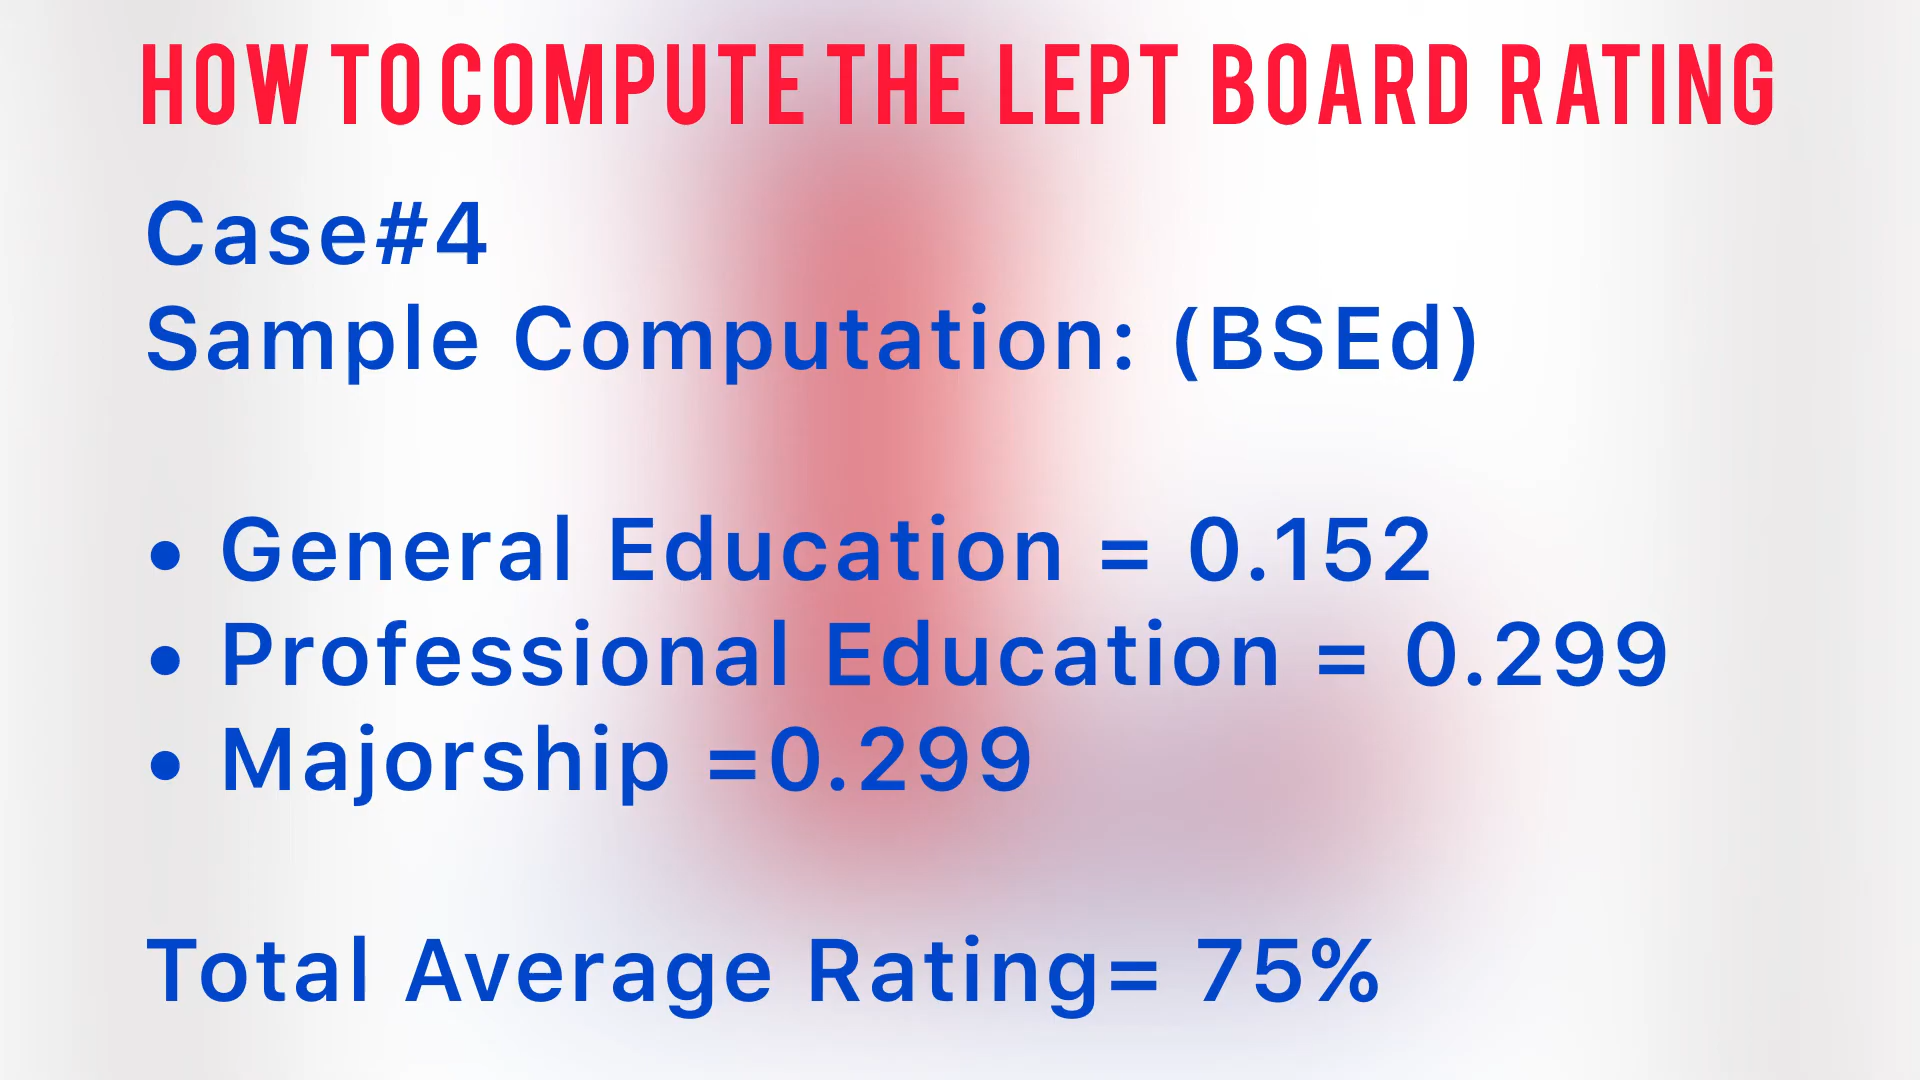 HOW TO COMPUTE THE LEPT BOARD RATING
Case#4
Sample Computation: (BSEd)
• General Education = 0.152
• Professional Education = 0.299
• Majorship =0.299
Total Average Rating= 75%